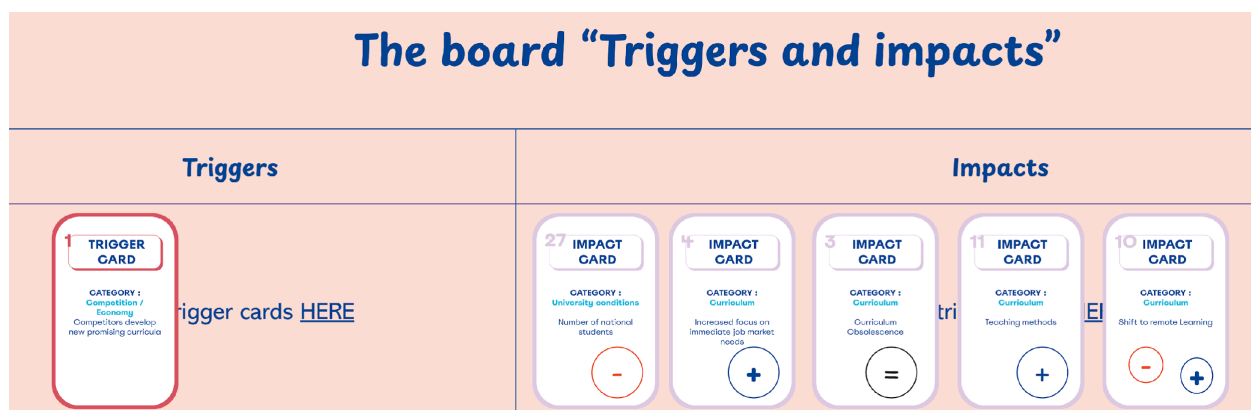 The board “Triggers and impacts”
Triggers
Impacts
1
TRIGGER
CARD
CATEGORY :
Competition /
Economy
Competitors develop
new promising curricula
rigger cards HERE
27
IMPACT
CARD
CATEGORY :
University conditions
Number of national
students
-
4
IMPACT
CARD
CATEGORY :
Curriculum
Increased focus on
immediate job market
needs
+
3
IMPACT
CARD
CATEGORY :
Curriculum
Curriculum
Obsolescence
=
tri
11
IMPACT
CARD
CATEGORY :
Curriculum
Teaching methods
+
10
IMPACT
CARD
CATEGORY :
Curriculum
Shift to remote Learning
-
+